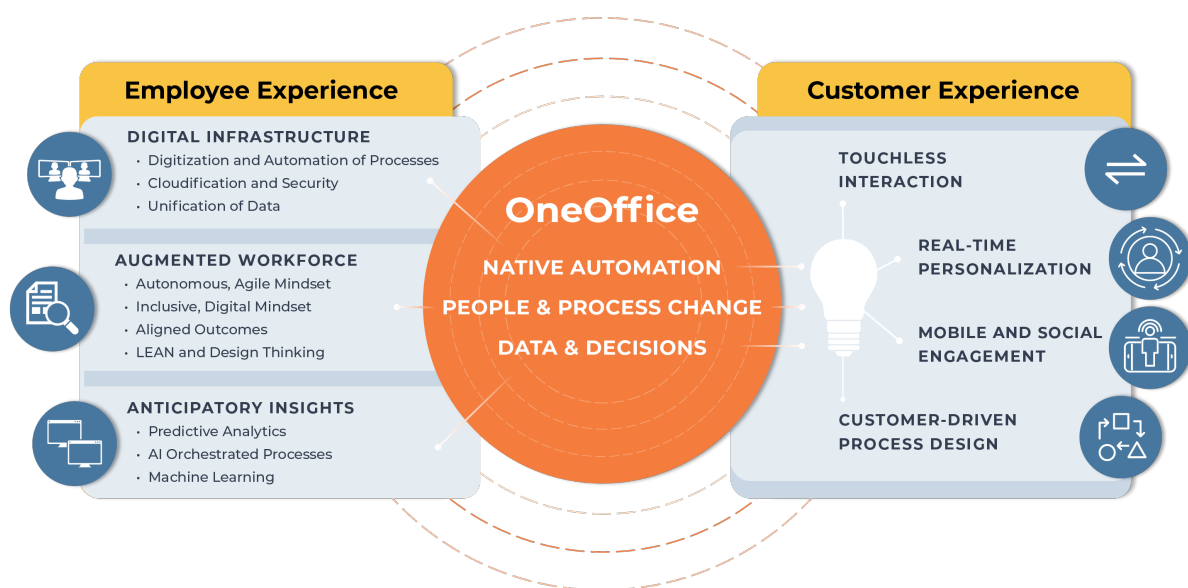 Employee Experience
DIGITAL INFRASTRUCTURE
• Digitization and Automation of Processes
• Cloudification and Security
• Unification of Data
AUGMENTED WORKFORCE
• Autonomous, Agile Mindset
• Inclusive, Digital Mindset
• Aligned Outcomes
• LEAN and Design Thinking
ANTICIPATORY INSIGHTS
• Predictive Analytics
• AI Orchestrated Processes
• Machine Learning
OneOffice
NATIVE AUTOMATION
PEOPLE & PROCESS CHANGE
DATA & DECISIONS
Customer Experience
TOUCHLESS
INTERACTION
REAL-TIME
PERSONALIZATION
MOBILE AND SOCIAL
ENGAGEMENT
CUSTOMER-DRIVEN
PROCESS DESIGN